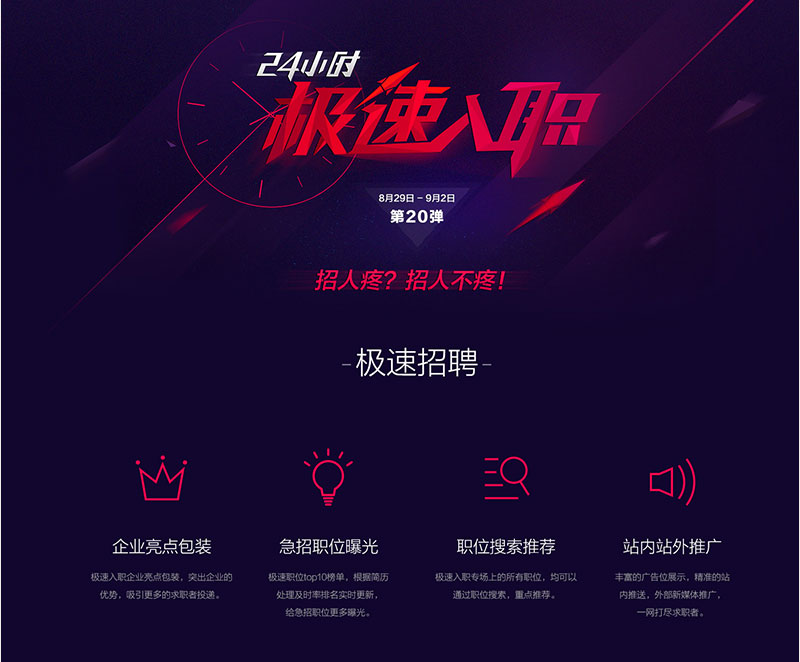 24小时
极速入职
8月29日 - 9月2日
第20弹
招人疼? 招人不疼!
-极速招聘-
企业亮点包装
急招职位曝光
职位搜索推荐
站内站外推广
极速入职企业亮点包装，突出企业的
优势，吸引更多的求职者投递。
极速职位top10榜单，根据简历
处理及时率排名实时更新，
给急招职位更多曝光。
极速入职专场上的所有职位，均可以
通过职位搜索，重点推荐。
丰富的广告位展示，精准的站
内推送，外部新媒体推广，
一网打尽求职者。